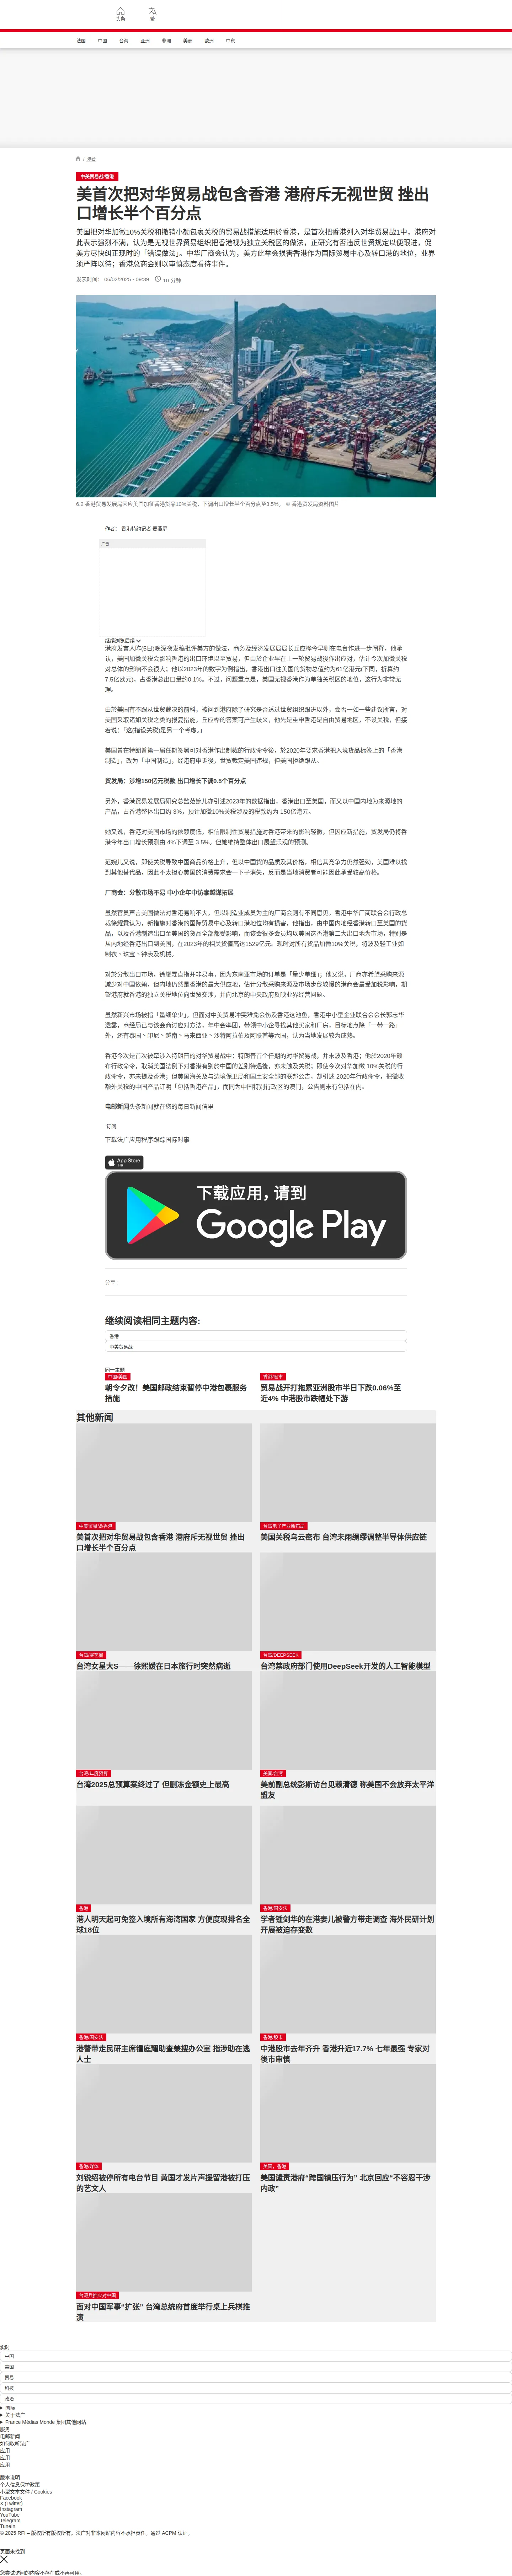 头条
繁
法国
中国
台海
亚洲
非洲
美洲
欧洲
中东
/ 港台
中美贸易战/香港
美首次把对华贸易战包含香港 港府斥无视世贸 挫出
口增长半个百分点
美国把对华加徵10%关税和撤销小额包裹关税的贸易战措施适用於香港，是首次把香港列入对华贸易战1中，港府对
此表示强烈不满，认为是无视世界贸易组织把香港视为独立关税区的做法，正研究有否违反世贸规定以便跟进，促
美方尽快纠正现时的「错误做法」。中华厂商会认为，美方此举会损害香港作为国际贸易中心及转口港的地位，业界
须严阵以待；香港总商会则以审慎态度看待事件。
发表时间： 06/02/2025 - 09:39
10 分钟
6.2 香港贸易发展局回应美国加征香港货品10%关税，下调出口增长半个百分点至3.5%。 © 香港贸发局资料图片
作者： 香港特约记者 麦燕庭
广告
继续浏览后续
港府发言人昨(5日)晚深夜发稿批评美方的做法，商务及经济发展局局长丘应桦今早则在电台作进一步阐释，他承
认，美国加徵关税会影响香港的出口环境以至贸易，但由於企业早在上一轮贸易战後作出应对，估计今次加徵关税
对总体的影响不会很大；他以2023年的数字为例指出，香港出口往美国的货物总值约为61亿港元(下同，折算约
7.5亿欧元)，占香港总出口量约0.1%。不过，问题重点是，美国无视香港作为单独关税区的地位，这行为非常无
理。
由於美国有不跟从世贸裁决的前科，被问到港府除了研究是否透过世贸组织跟进以外，会否一如一些建议所言，对
美国采取诸如关税之类的报复措施，丘应桦的答案可产生歧义，他先是重申香港是自由贸易地区，不设关税，但接
着说:「这(指设关税)是另一个考虑。」
美国曾在特朗普第一届任期签署可对香港作出制裁的行政命令後，於2020年要求香港把入境货品标签上的「香港
制造」，改为「中国制造」，经港府申诉後，世贸裁定美国违规，但美国拒绝跟从。
贸发局：涉增150亿元税款 出口增长下调0.5个百分点
另外，香港贸易发展局研究总监范婉儿亦引述2023年的数据指出，香港出口至美国，而又以中国内地为来源地的
产品，占香港整体出口约 3%，预计加徵10%关税涉及的税款约为 150亿港元。
她又说，香港对美国市场的依赖度低，相信限制性贸易措施对香港带来的影响轻微，但因应新措施，贸发局仍将香
港今年出口增长预测由 4%下调至 3.5%。但她维持整体出口展望乐观的预测。
范婉儿又说，即使关税导致中国商品价格上升，但以中国货的品质及其价格，相信其竞争力仍然强劲，美国难以找
到其他替代品，因此不太担心美国的消费需求会一下子消失，反而是当地消费者可能因此承受较高价格。
厂商会：分散市场不易 中小企年中访泰越谋拓展
虽然官员声言美国做法对香港易响不大，但以制造业成员为主的厂商会则有不同意见。香港中华厂商联合会行政总
裁徐耀霖认为，新措施对香港的国际贸易中心及转口港地位均有损害，他指出，由中国内地经香港转口至美国的货
品，以及香港制造出口至美国的货品全部都要影响，而该会很多会员均以美国这香港第二大出口地为市场，特别是
从内地经香港出口到美国，在2023年的相关货值高达1529亿元。现时对所有货品加徵10%关税，将波及轻工业如
制衣丶珠宝丶钟表及机械。
对於分散出口市场，徐耀霖直指并非易事，因为东南亚市场的订单是「量少单细」；他又说，厂商亦希望采购来源
减少对中国依赖，但内地仍然是香港的最大供应地，估计分散采购来源及市场步伐较慢的港商会最受加税影响，期
望港府就香港的独立关税地位向世贸交涉，并向北京的中央政府反映业界经营问题。
虽然新兴市场被指「量细单少」，但面对中美贸易冲突难免会伤及香港这池鱼，香港中小型企业联合会会长郭志华
透露，商经局已与该会商讨应对方法，年中会率团，带领中小企寻找其他买家和厂房，目标地点除「一带一路」
外，还有泰国丶印尼丶越南丶马来西亚丶沙特阿拉伯及阿联酋等六国，认为当地发展较为成熟。
香港今次是首次被牵涉入特朗普的对华贸易战中：特朗普首个任期的对华贸易战，并未波及香港；他於2020年颁
布行政命令，取消美国法例下对香港有别於中国的差别待遇後，亦未触及关税；即使今次对华加徵 10%关税的行
政命令，亦未提及香港；但美国海关及与边境保卫局和国土安全部的联邦公告，却引述 2020年行政命令，把徵收
额外关税的中国产品订明「包括香港产品」，而同为中国特别行政区的澳门，公告则未有包括在内。
电邮新闻头条新闻就在您的每日新闻信里
订阅
下载法广应用程序跟踪国际时事
App Store
下载
下载应用，请到
Google Play
分享 :
继续阅读相同主题内容:
香港
中美贸易战
同一主题
中国/美国
朝令夕改！美国邮政结束暂停中港包裹服务
措施
香港/股市
贸易战开打拖累亚洲股市半日下跌0.06%至
近4% 中港股市跌幅处下游
其他新闻
中美贸易战/香港
美首次把对华贸易战包含香港 港府斥无视世贸 挫出
口增长半个百分点
台湾电子产业新布局
美国关税乌云密布 台湾未雨绸缪调整半导体供应链
台湾/演艺圈
台湾女星大S——徐熙媛在日本旅行时突然病逝
台湾/DEEPSEEK
台湾禁政府部门使用DeepSeek开发的人工智能模型
台湾/年度预算
台湾2025总预算案终过了 但删冻金额史上最高
美国/台湾
美前副总统彭斯访台见赖清德 称美国不会放弃太平洋
盟友
香港
港人明天起可免签入境所有海湾国家 方便度现排名全
球18位
香港/国安法
学者锺剑华的在港妻儿被警方带走调查 海外民研计划
开展被迫存变数
香港/国安法
港警带走民研主席锺庭耀助查兼搜办公室 指涉助在逃
人士
香港/股市
中港股市去年齐升 香港升近17.7% 七年最强 专家对
後市审慎
香港/媒体
刘锐绍被停所有电台节目 黄国才发片声援留港被打压
的艺文人
美国、香港
美国谴责港府“跨国镇压行为” 北京回应“不容忍干涉
内政”
台湾兵推应对中国
面对中国军事“扩张” 台湾总统府首度举行桌上兵棋推
演
实时
中国
美国
贸易
科技
政治
国际
关于法广
France Médias Monde 集团其他网站
服务
电邮新闻
如何收听法广
应用
应用
应用
版本说明
个人信息保护政策
小型文本文件 / Cookies
Facebook
X (Twitter)
Instagram
YouTube
Telegram
TuneIn
© 2025 RFI – 版权所有版权所有。法广对非本网站内容不承担责任。通过 ACPM 认证。
页面未找到
您尝试访问的内容不存在或不再可用。